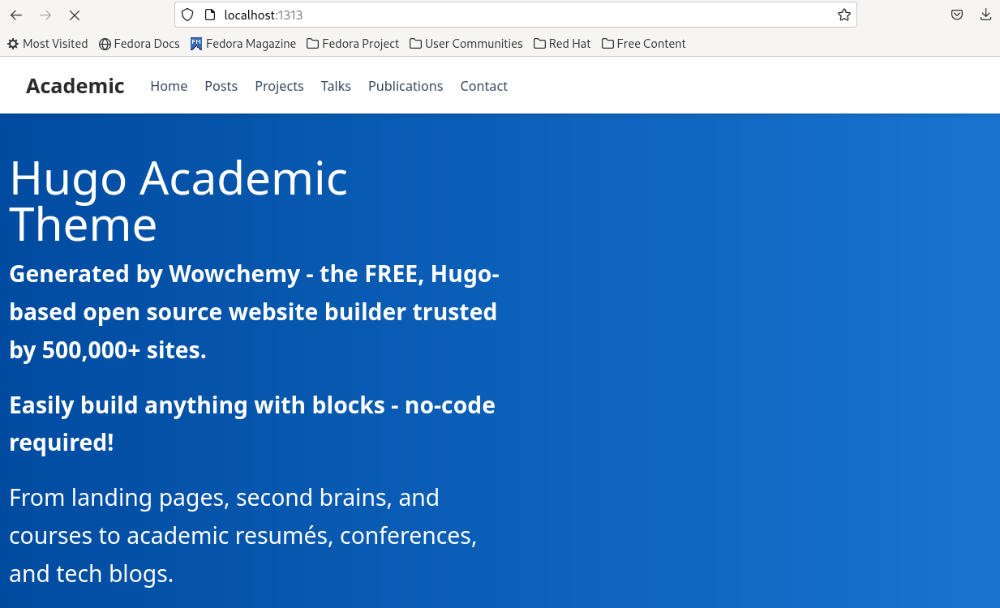 localhost:1313
Most Visited Fedora Docs FM Fedora Magazine Fedora Project User Communities Red Hat Free Content
Academic Home Posts Projects Talks Publications Contact
Hugo Academic
Theme
Generated by Wowchemy - the FREE, Hugo-
based open source website builder trusted
by 500,000+ sites.
Easily build anything with blocks - no-code
required!
From landing pages, second brains, and
courses to academic resumés, conferences,
and tech blogs.